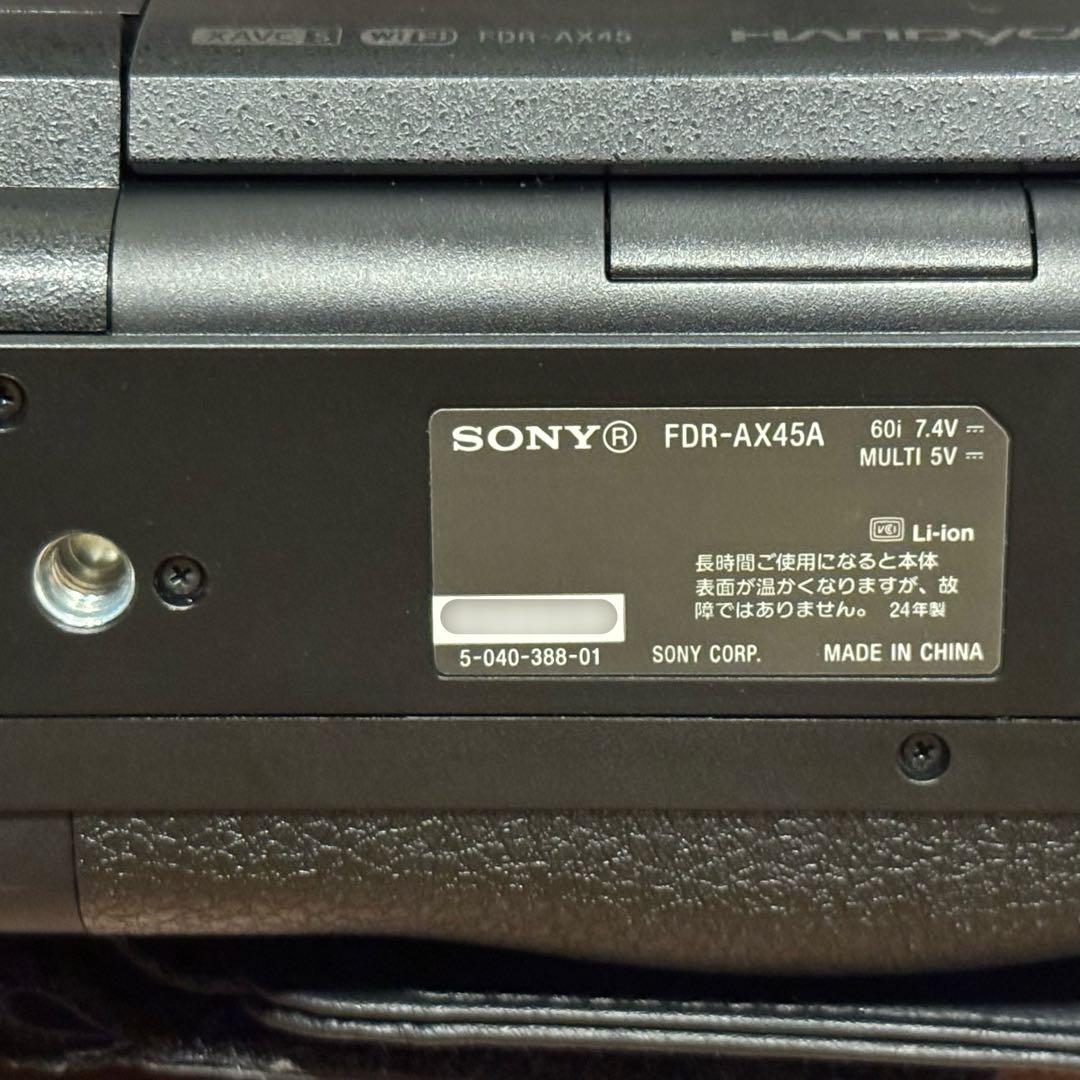 XAVC S WiFi FDR-AX45 HANDYCA
SONY® FDR-AX45A 60i 7.4V ⎓
MULTI 5V ⎓
VCI Li-ion
長時間ご使用になると本体
表面が温かくなりますが、故
障ではありません。 24年製
5-040-388-01 SONY CORP. MADE IN CHINA